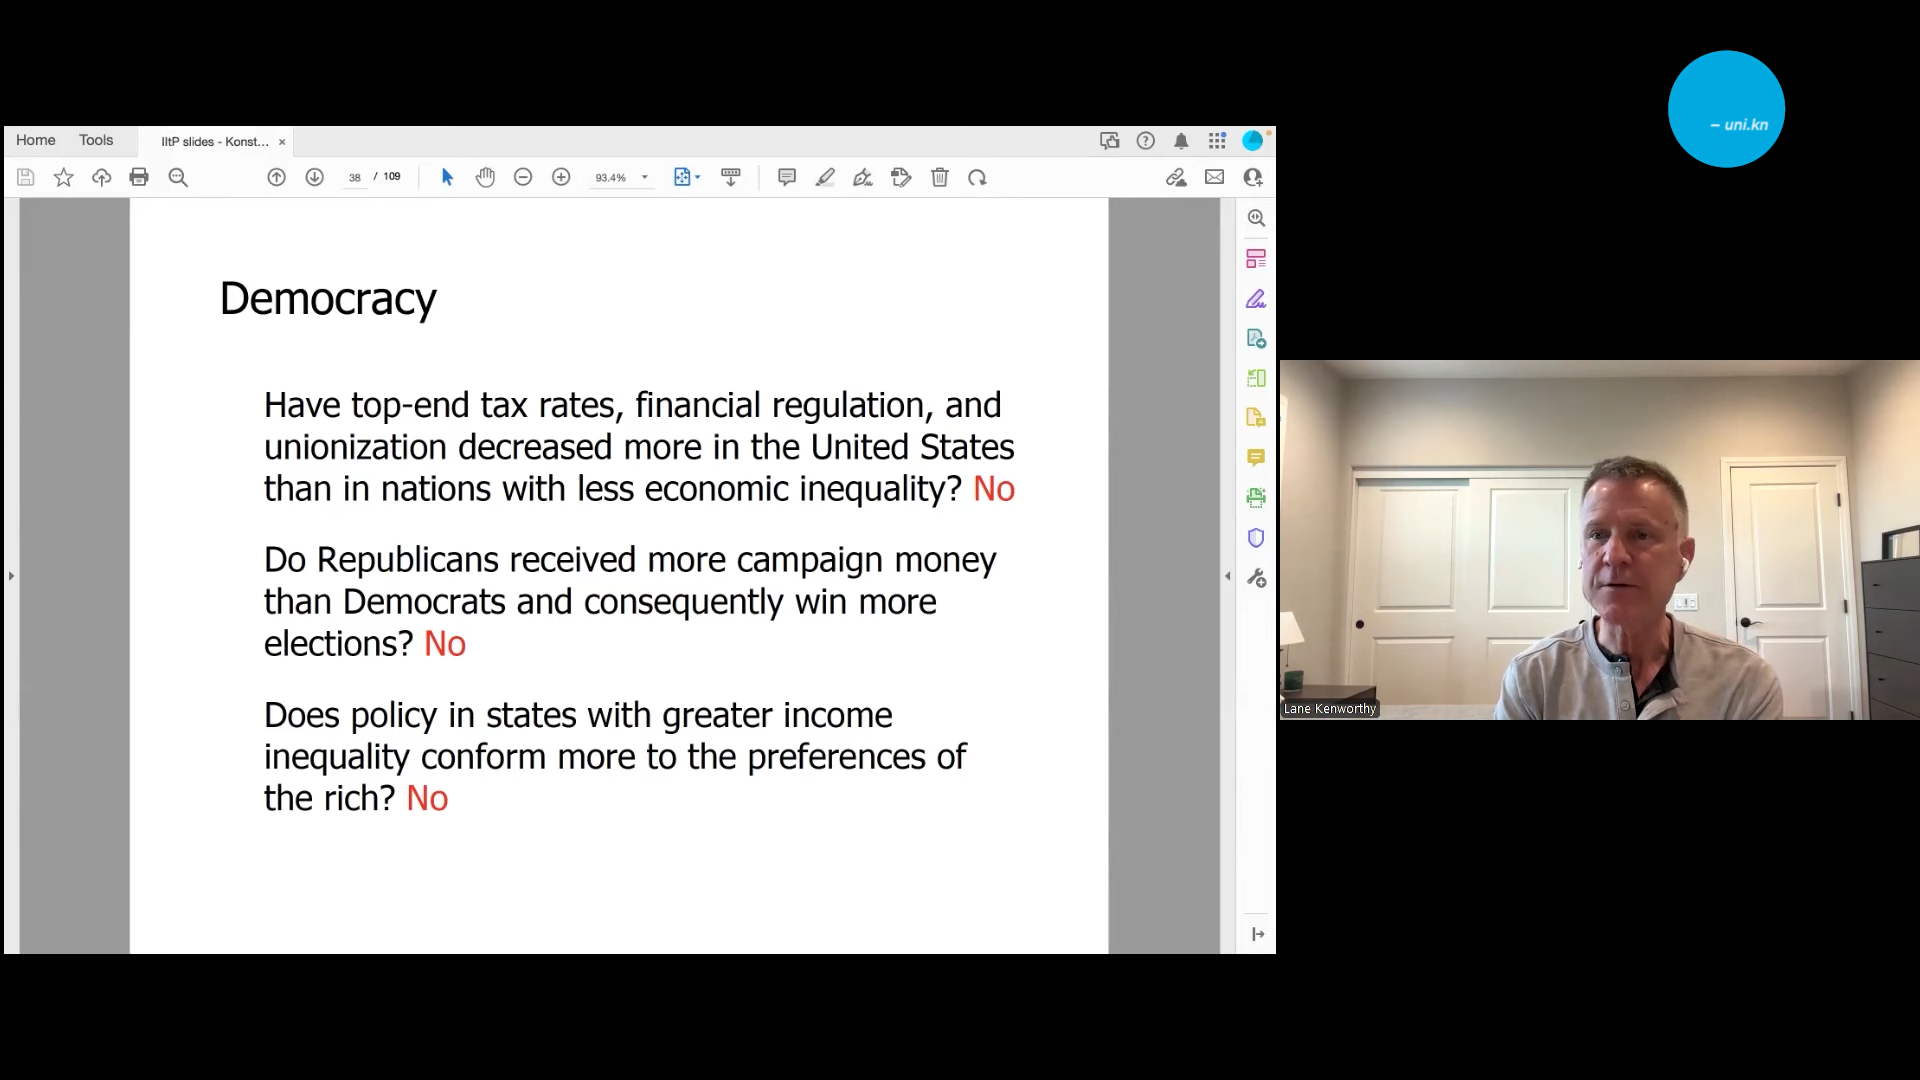 – uni.kn
Home Tools IItP slides - Konst... ×
38 / 109 93.4%
Democracy
Have top-end tax rates, financial regulation, and
unionization decreased more in the United States
than in nations with less economic inequality? No
Do Republicans received more campaign money
than Democrats and consequently win more
elections? No
Does policy in states with greater income
inequality conform more to the preferences of
the rich? No
Lane Kenworthy